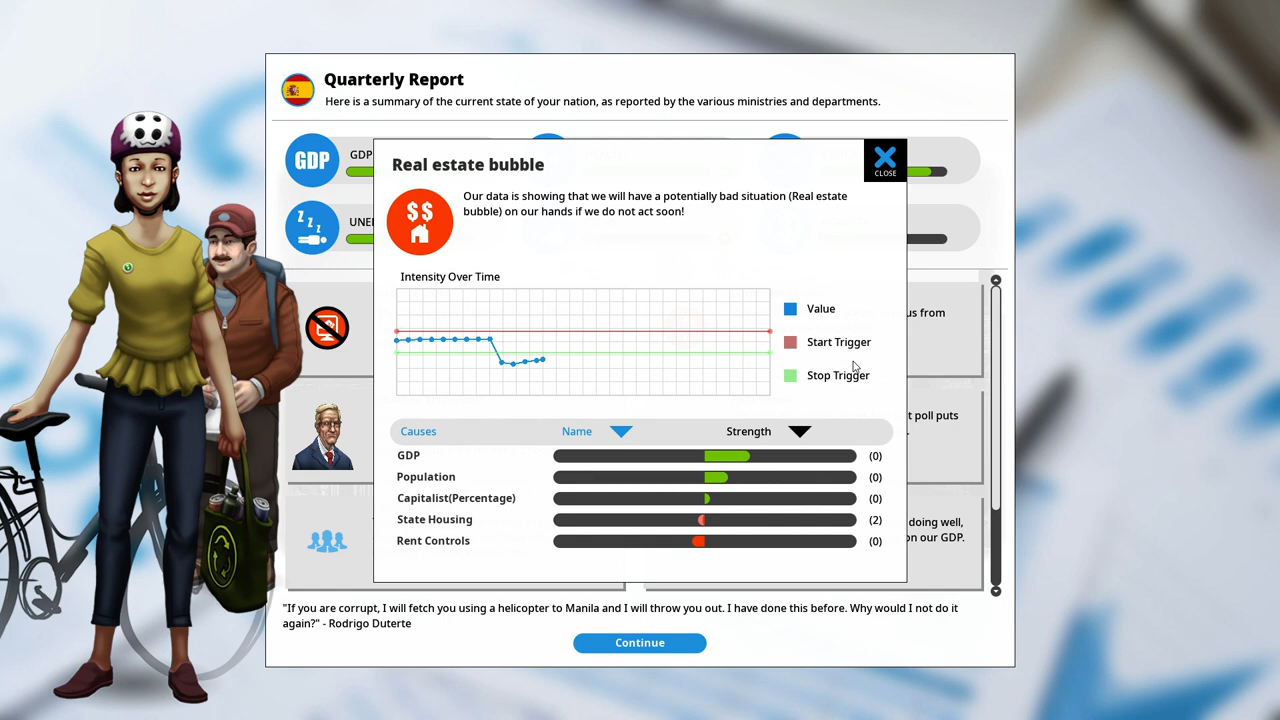 Quarterly Report
Here is a summary of the current state of your nation, as reported by the various ministries and departments.
GDP
GDP
Real estate bubble
CLOSE
Our data is showing that we will have a potentially bad situation (Real estate
bubble) on our hands if we do not act soon!
$$
Z Z Z
UNE
Intensity Over Time
Value
Start Trigger
Stop Trigger
us from
t poll puts
Causes Name Strength
GDP (0)
Population (0)
Capitalist(Percentage) (0)
State Housing (2)
Rent Controls (0)
doing well,
on our GDP.
"If you are corrupt, I will fetch you using a helicopter to Manila and I will throw you out. I have done this before. Why would I not do it
again?" - Rodrigo Duterte
Continue